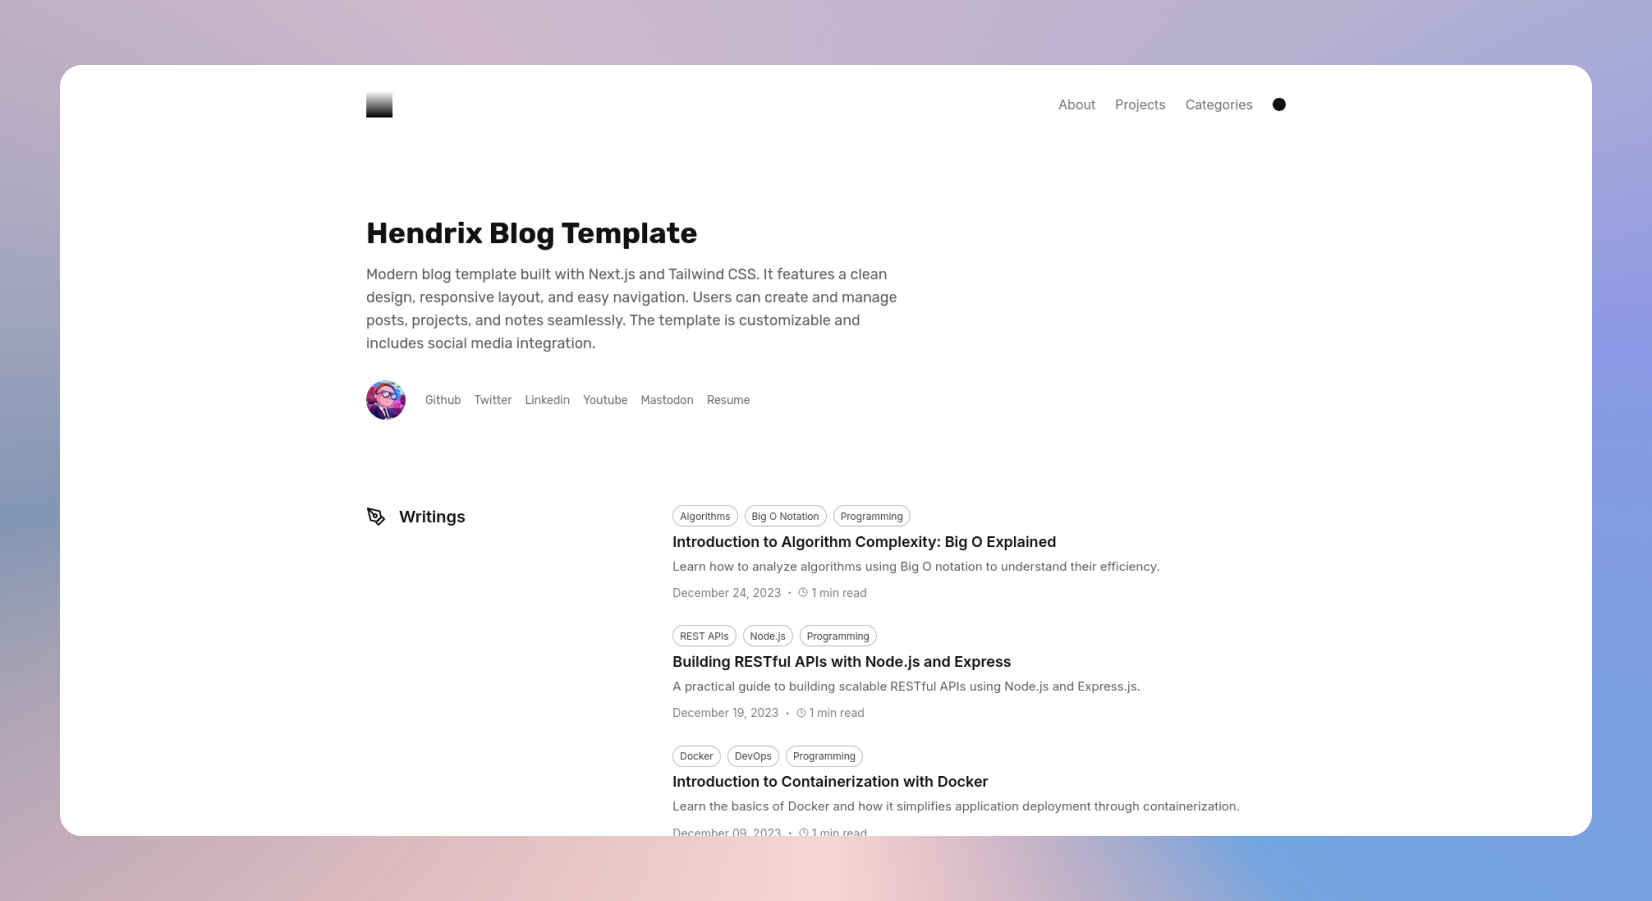 About Projects Categories
Hendrix Blog Template
Modern blog template built with Next.js and Tailwind CSS. It features a clean
design, responsive layout, and easy navigation. Users can create and manage
posts, projects, and notes seamlessly. The template is customizable and
includes social media integration.
Github Twitter Linkedin Youtube Mastodon Resume
Writings
Algorithms Big O Notation Programming
Introduction to Algorithm Complexity: Big O Explained
Learn how to analyze algorithms using Big O notation to understand their efficiency.
December 24, 2023 • 1 min read
REST APIs Node.js Programming
Building RESTful APIs with Node.js and Express
A practical guide to building scalable RESTful APIs using Node.js and Express.js.
December 19, 2023 • 1 min read
Docker DevOps Programming
Introduction to Containerization with Docker
Learn the basics of Docker and how it simplifies application deployment through containerization.
December 09, 2023 • 1 min read